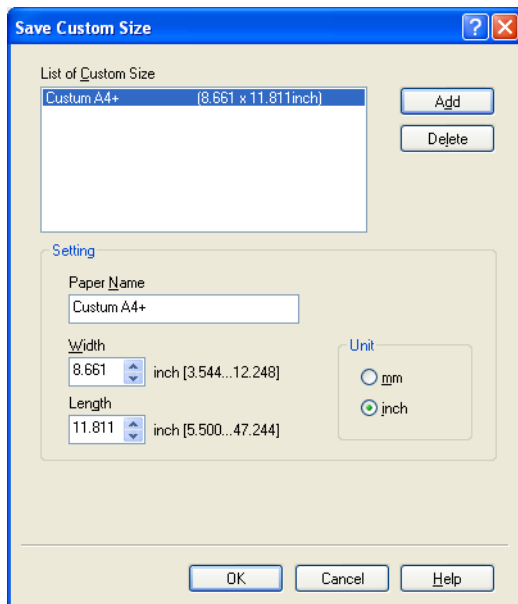 Save Custom Size
List of Custom Size
Custum A4+ (8.661 x 11.811inch)
Add
Delete
Setting
Paper Name
Custum A4+
Width
8.661 inch [3.544...12.248]
Length
11.811 inch [5.500...47.244]
Unit
mm
inch
OK Cancel Help